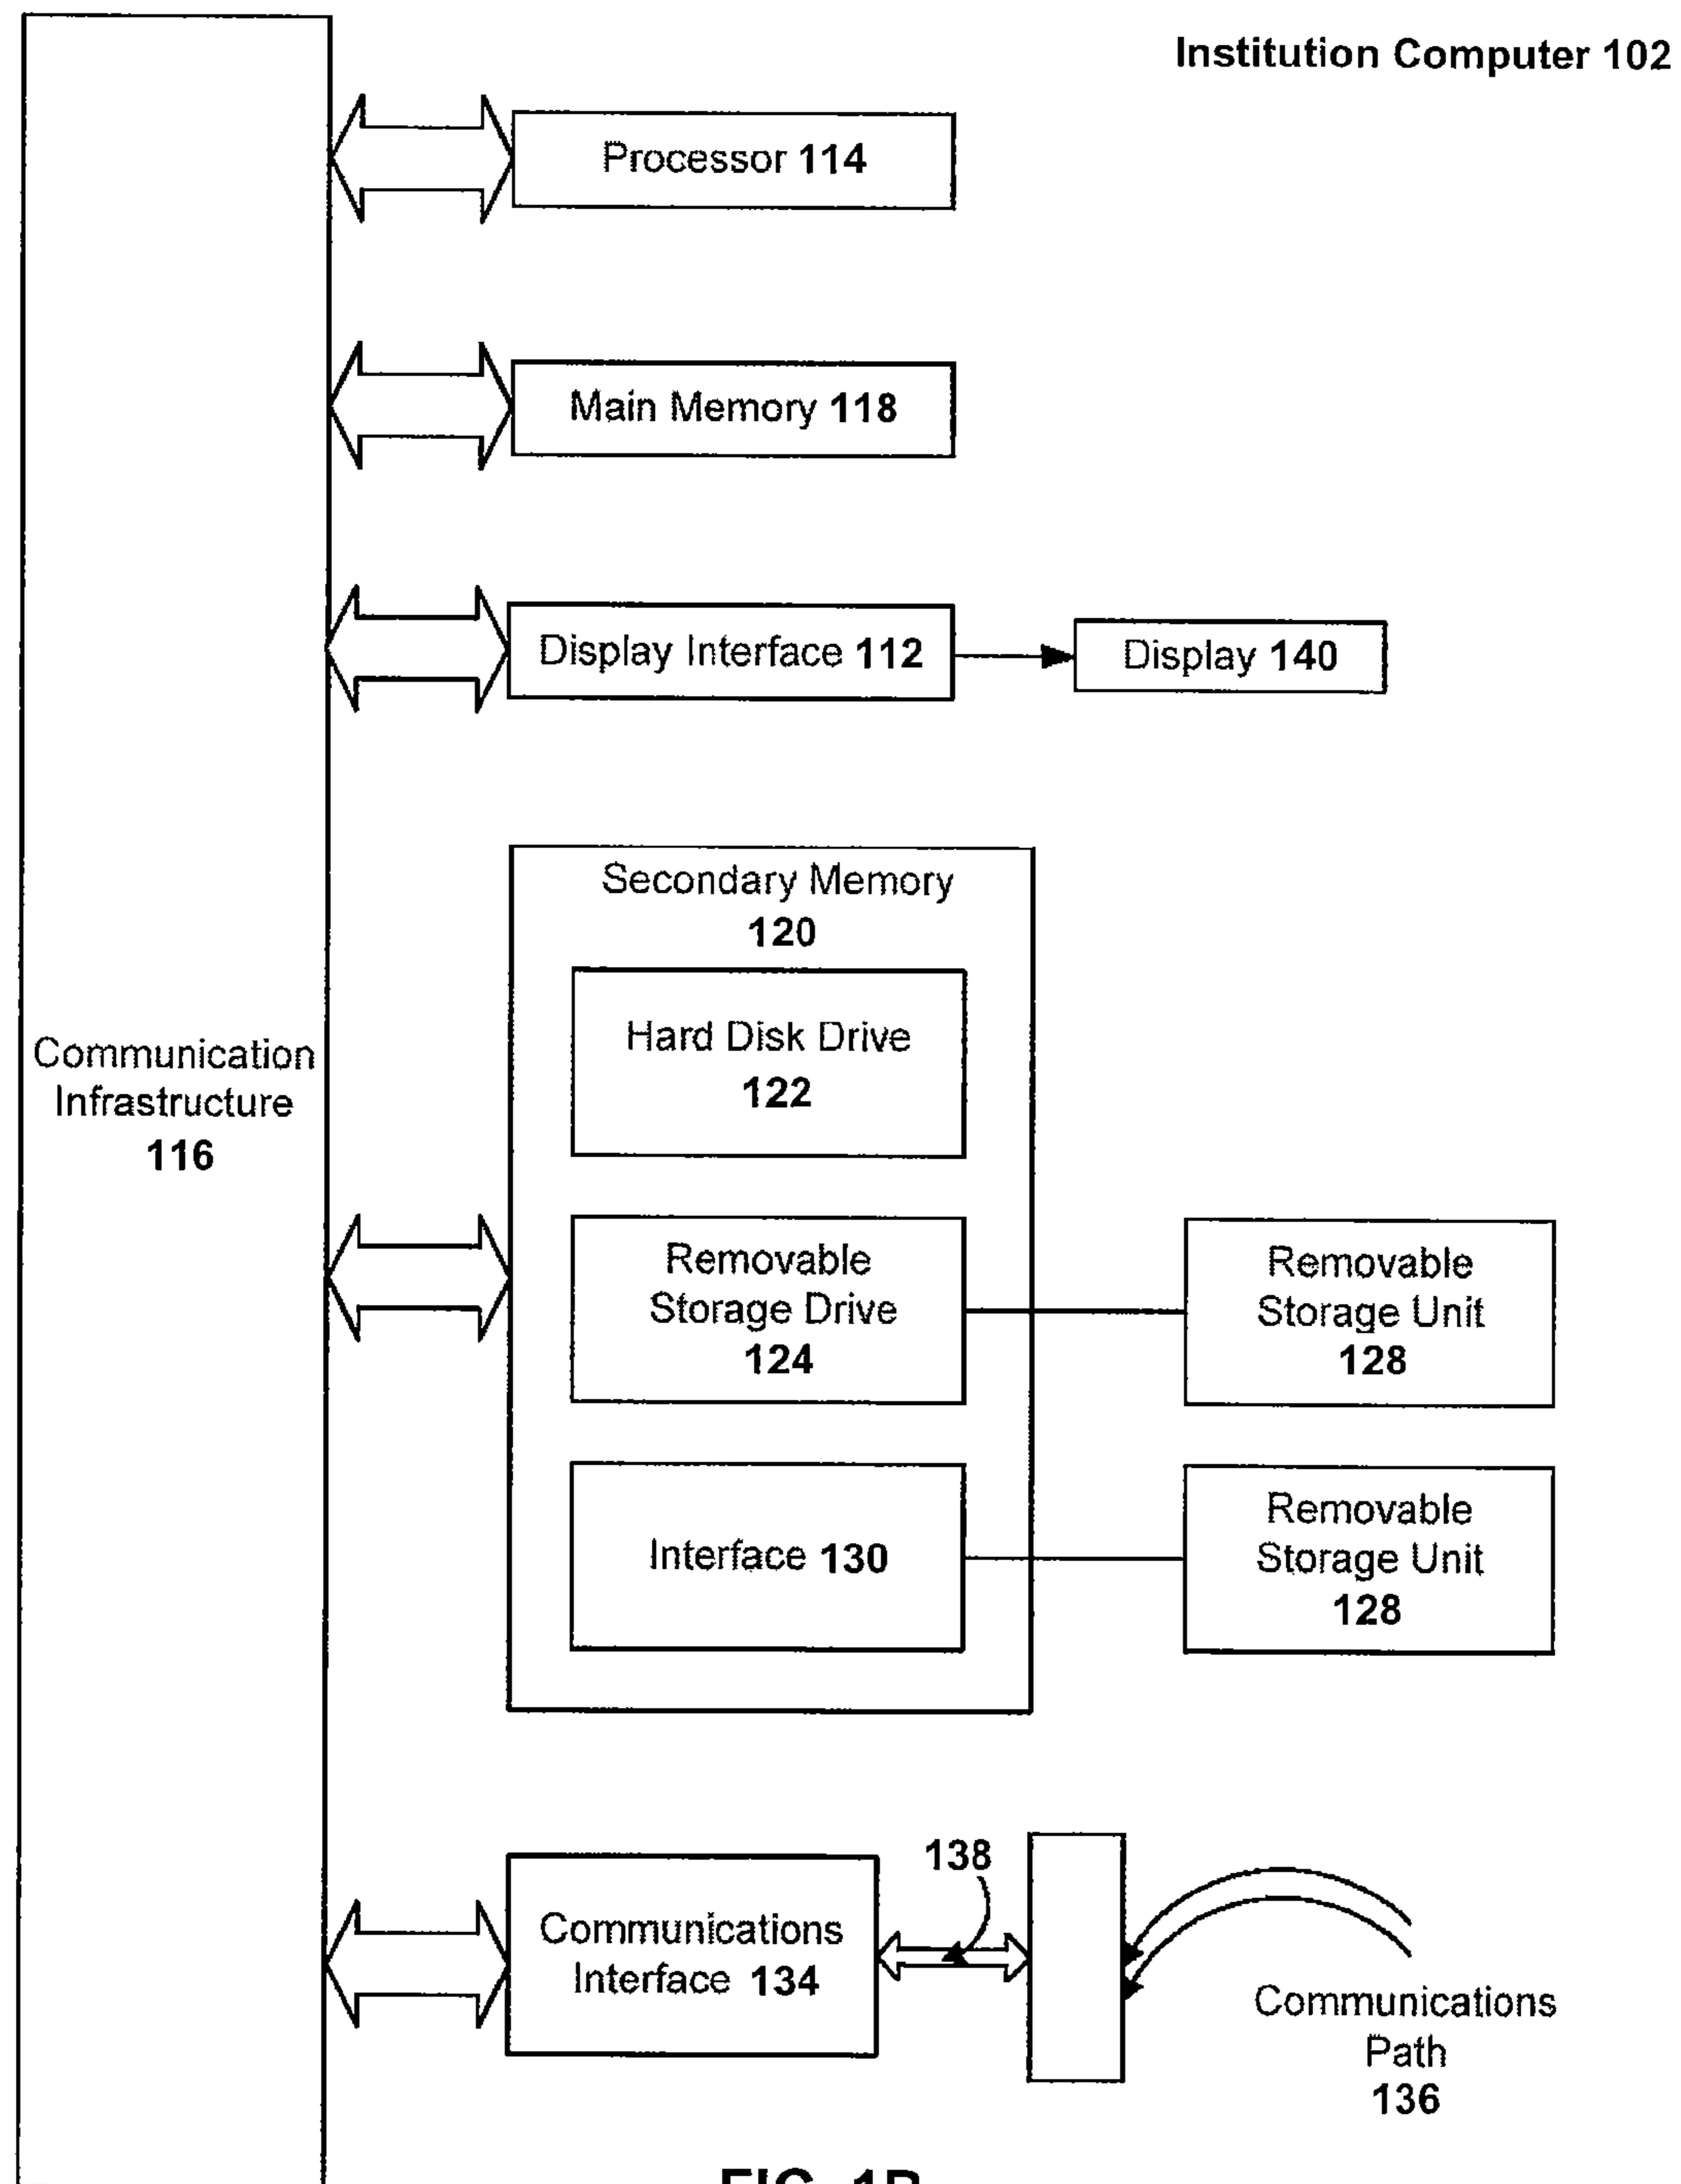 Institution Computer 102
Processor 114
Main Memory 118
Display Interface 112
Display 140
Secondary Memory
120
Hard Disk Drive
122
Communication
Infrastructure
116
Removable
Storage Drive
124
Removable
Storage Unit
128
Interface 130
Removable
Storage Unit
128
138
Communications
Interface 134
Communications
Path
136
FIG. 1B